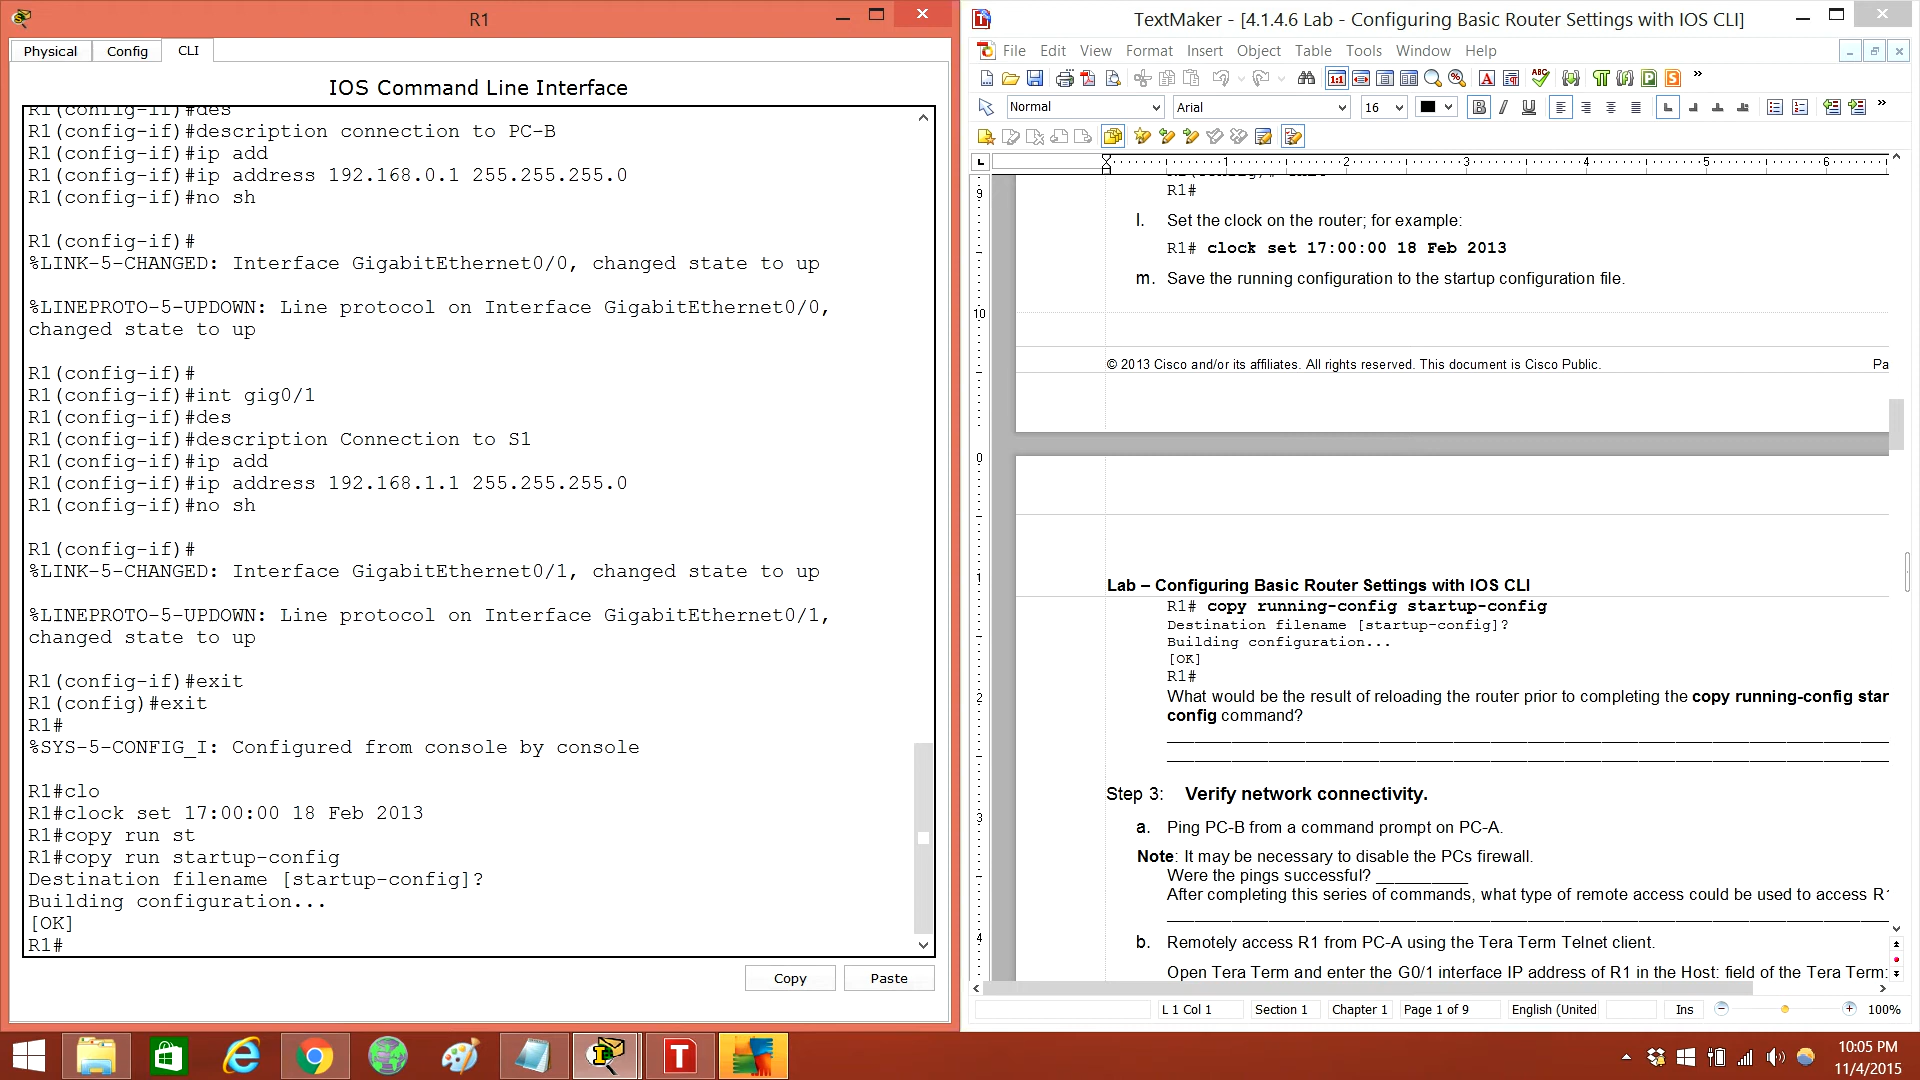 R1
Physical
Config
CLI
IOS Command Line Interface
R1(config-if)#des
R1(config-if)#description connection to PC-B
R1(config-if)#ip add
R1(config-if)#ip address 192.168.0.1 255.255.255.0
R1(config-if)#no sh
R1(config-if)#
%LINK-5-CHANGED: Interface GigabitEthernet0/0, changed state to up
%LINEPROTO-5-UPDOWN: Line protocol on Interface GigabitEthernet0/0,
changed state to up
R1(config-if)#
R1(config-if)#int gig0/1
R1(config-if)#des
R1(config-if)#description Connection to S1
R1(config-if)#ip add
R1(config-if)#ip address 192.168.1.1 255.255.255.0
R1(config-if)#no sh
R1(config-if)#
%LINK-5-CHANGED: Interface GigabitEthernet0/1, changed state to up
%LINEPROTO-5-UPDOWN: Line protocol on Interface GigabitEthernet0/1,
changed state to up
R1(config-if)#exit
R1(config)#exit
R1#
%SYS-5-CONFIG_I: Configured from console by console
R1#clo
R1#clock set 17:00:00 18 Feb 2013
R1#copy run st
R1#copy run startup-config
Destination filename [startup-config]?
Building configuration...
[OK]
R1#
Copy
Paste
TextMaker - [4.1.4.6 Lab - Configuring Basic Router Settings with IOS CLI]
File Edit View Format Insert Object Table Tools Window Help
Normal
Arial
16
1 2 3 4 5 6
9
10
0
1
2
3
4
R1#
l. Set the clock on the router; for example:
R1# clock set 17:00:00 18 Feb 2013
m. Save the running configuration to the startup configuration file.
© 2013 Cisco and/or its affiliates. All rights reserved. This document is Cisco Public. Pa
Lab – Configuring Basic Router Settings with IOS CLI
R1# copy running-config startup-config
Destination filename [startup-config]?
Building configuration...
[OK]
R1#
What would be the result of reloading the router prior to completing the copy running-config star
config command?
Step 3: Verify network connectivity.
a. Ping PC-B from a command prompt on PC-A.
Note: It may be necessary to disable the PCs firewall.
Were the pings successful? __________
After completing this series of commands, what type of remote access could be used to access R1
b. Remotely access R1 from PC-A using the Tera Term Telnet client.
Open Tera Term and enter the G0/1 interface IP address of R1 in the Host: field of the Tera Term:
L 1 Col 1
Section 1
Chapter 1
Page 1 of 9
English (United
Ins
100%
10:05 PM
11/4/2015